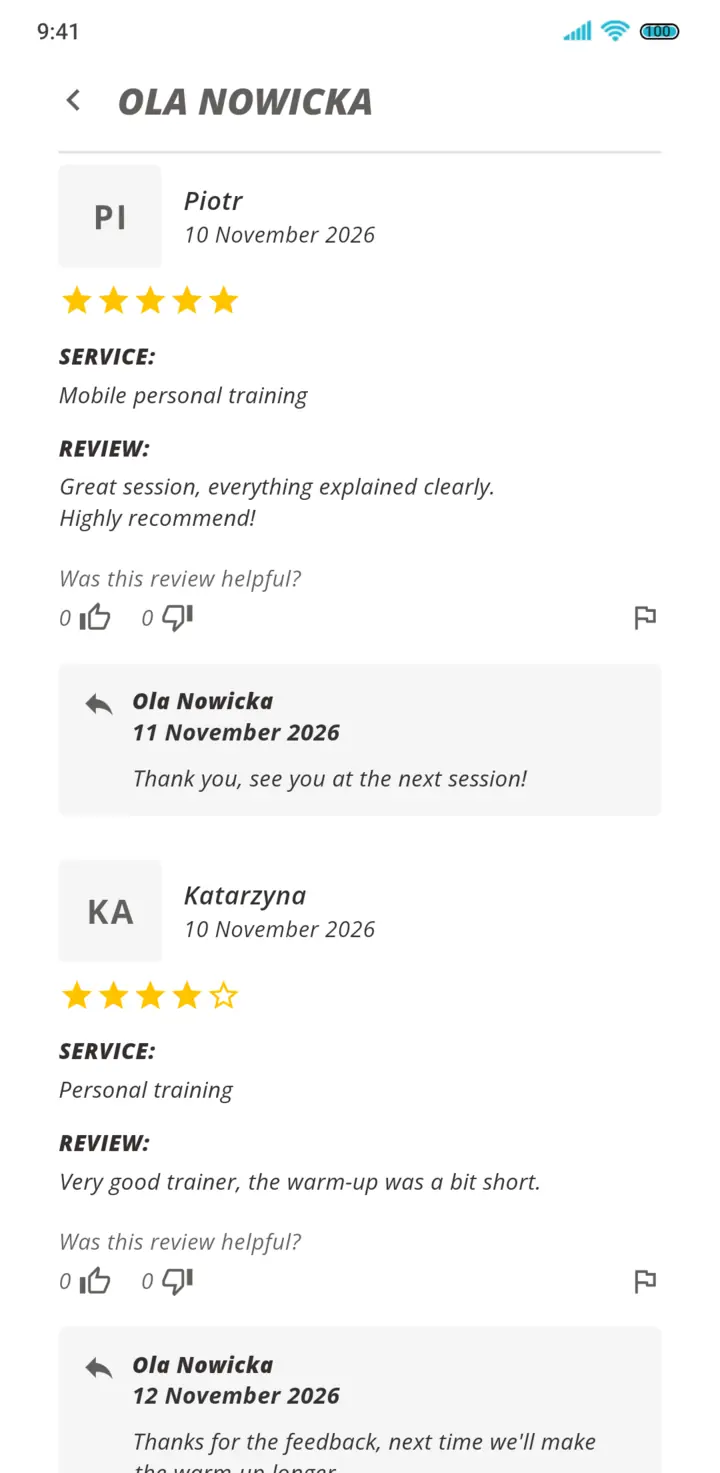 9:41
100
OLA NOWICKA
PI
Piotr
10 November 2026
SERVICE:
Mobile personal training
REVIEW:
Great session, everything explained clearly.
Highly recommend!
Was this review helpful?
0 0
Ola Nowicka
11 November 2026
Thank you, see you at the next session!
KA
Katarzyna
10 November 2026
SERVICE:
Personal training
REVIEW:
Very good trainer, the warm-up was a bit short.
Was this review helpful?
0 0
Ola Nowicka
12 November 2026
Thanks for the feedback, next time we'll make
the warm-up longer